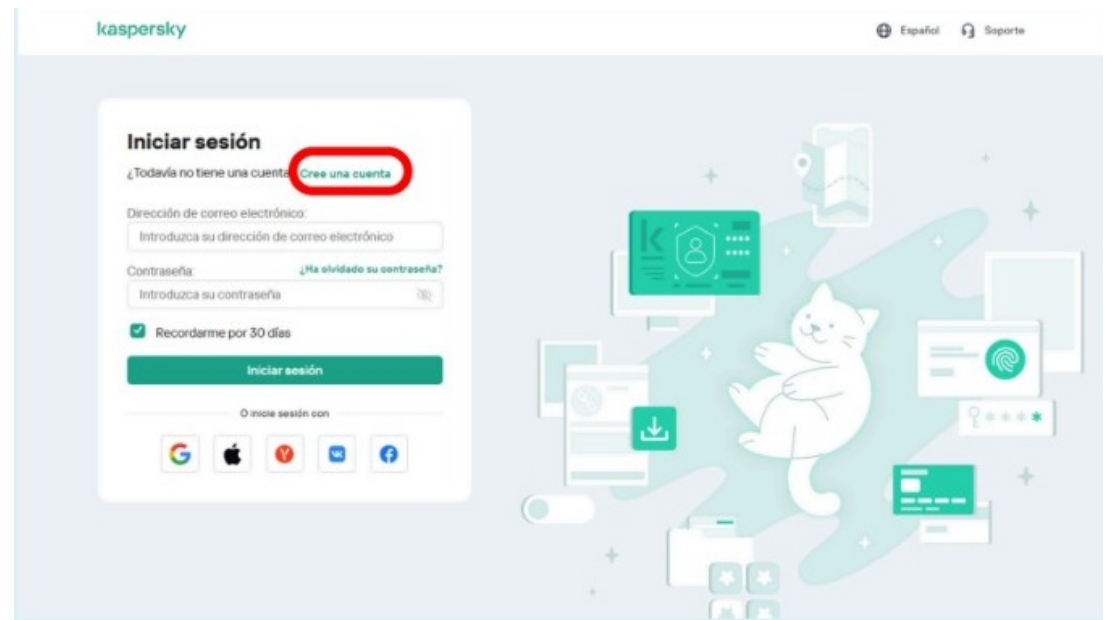 kaspersky
Español Soporte
Iniciar sesión
¿Todavía no tiene una cuenta Cree una cuenta
Dirección de correo electrónico:
Introduzca su dirección de correo electrónico
Contraseña: ¿Ha olvidado su contraseña?
Introduzca su contraseña
Recordarme por 30 días
Iniciar sesión
O inicie sesión con